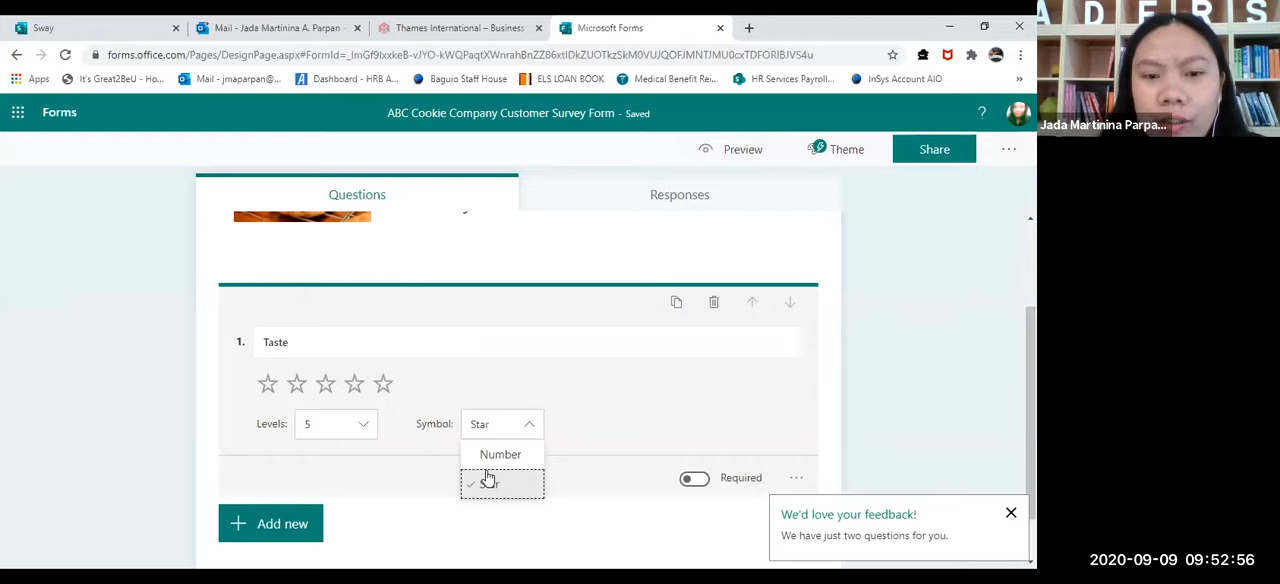 Sway
Mail - Jada Martinina A. Parpan
Thames International – Business
Microsoft Forms
forms.office.com/Pages/DesignPage.aspx#FormId=
Apps
It's Great2BeU - Ho...
Mail - jmaparpan@...
Dashboard - HRB A...
Baguio Staff House
ELS LOAN BOOK
Medical Benefit Rei...
HR Services Payroll...
InSys Account AIO
»
Forms
ABC Cookie Company Customer Survey Form - Saved
?
Preview
Theme
Share
...
Questions
Responses
1.
Taste
Levels:
5
Symbol:
Star
Number
Required
...
+ Add new
We'd love your feedback!
We have just two questions for you.
A D E R S
Jada Martinina Parpa...
2020-09-09 09:52:56